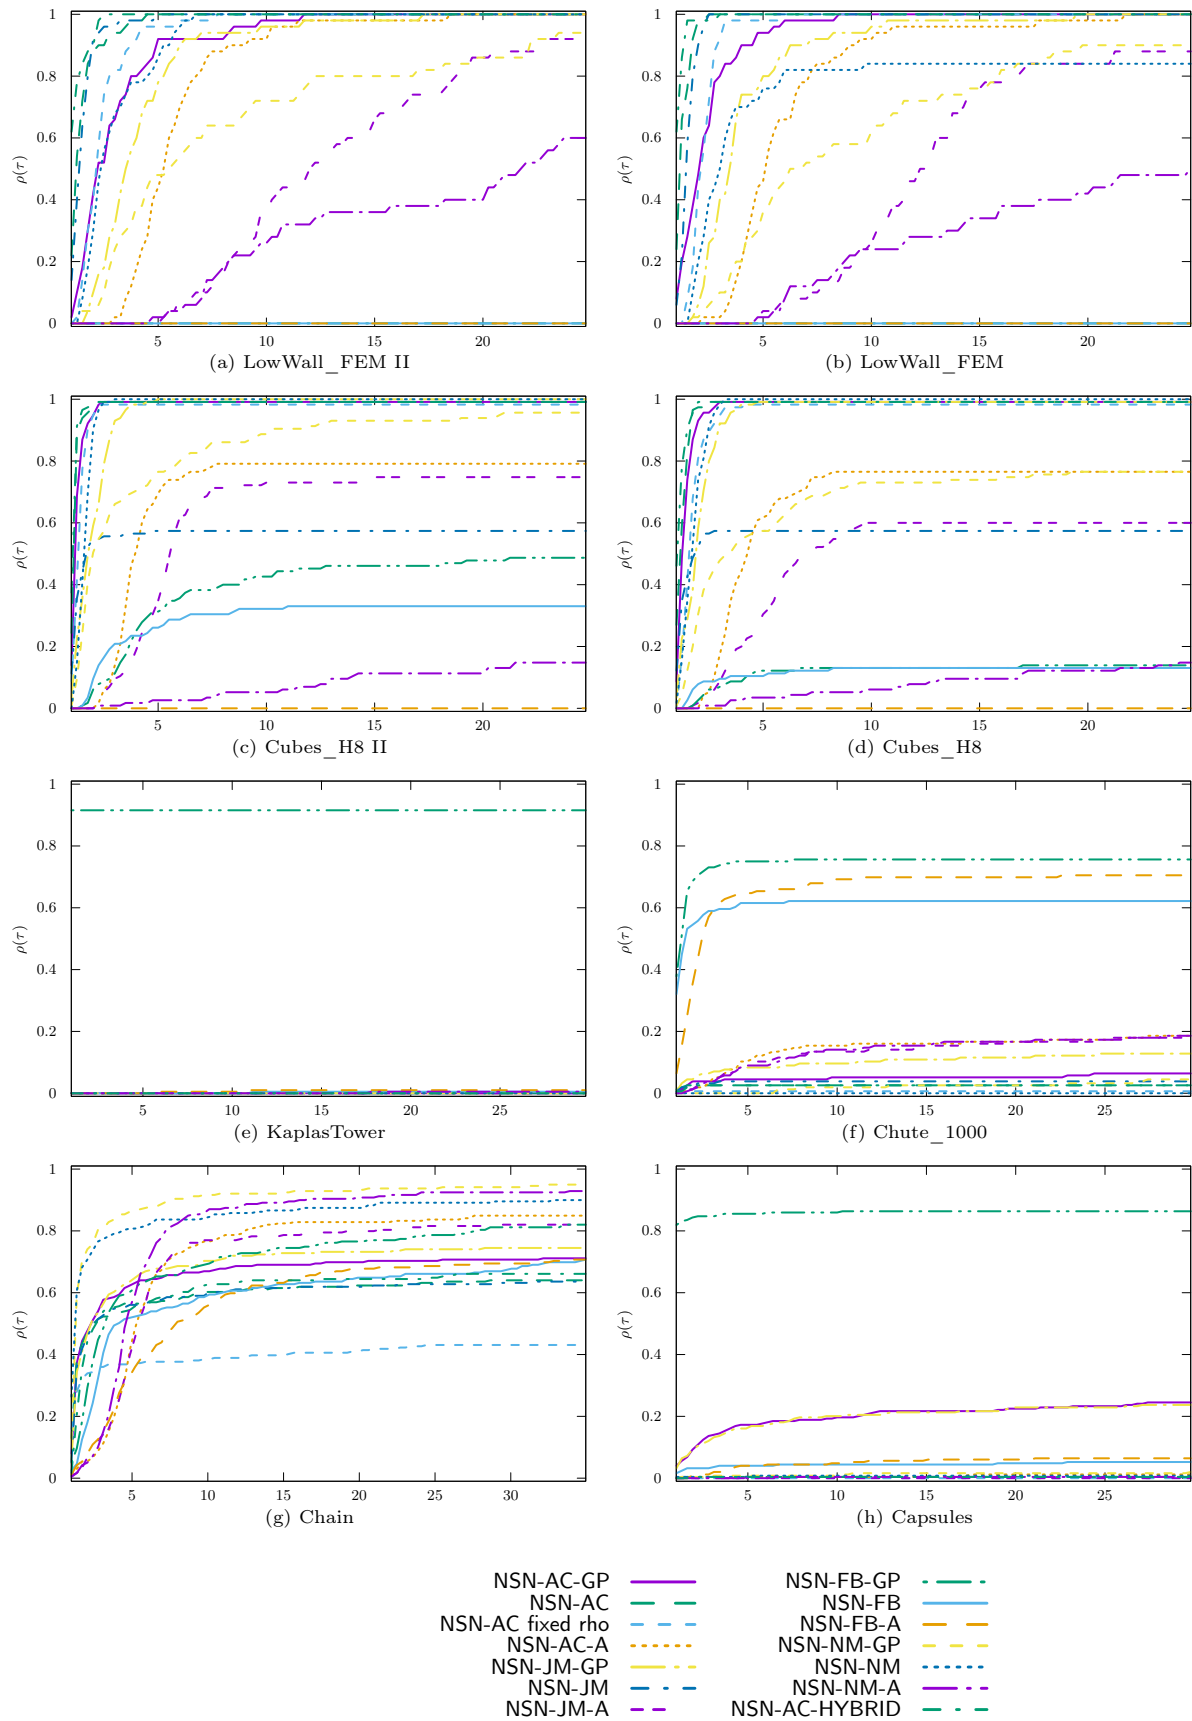 1 1
0.8 0.8
0.6 0.6
ρ(τ) ρ(τ)
0.4 0.4
0.2 0.2
0 0
5 10 15 20 5 10 15 20
(a) LowWall_FEM II (b) LowWall_FEM
1 1
0.8 0.8
0.6 0.6
ρ(τ) ρ(τ)
0.4 0.4
0.2 0.2
0 0
5 10 15 20 5 10 15 20
(c) Cubes_H8 II (d) Cubes_H8
1 1
0.8 0.8
0.6 0.6
ρ(τ) ρ(τ)
0.4 0.4
0.2 0.2
0 0
5 10 15 20 25 5 10 15 20 25
(e) KaplasTower (f) Chute_1000
1 1
0.8 0.8
0.6 0.6
ρ(τ) ρ(τ)
0.4 0.4
0.2 0.2
0 0
5 10 15 20 25 30 5 10 15 20 25
(g) Chain (h) Capsules
NSN-AC-GP NSN-FB-GP
NSN-AC NSN-FB
NSN-AC fixed rho NSN-FB-A
NSN-AC-A NSN-NM-GP
NSN-JM-GP NSN-NM
NSN-JM NSN-NM-A
NSN-JM-A NSN-AC-HYBRID